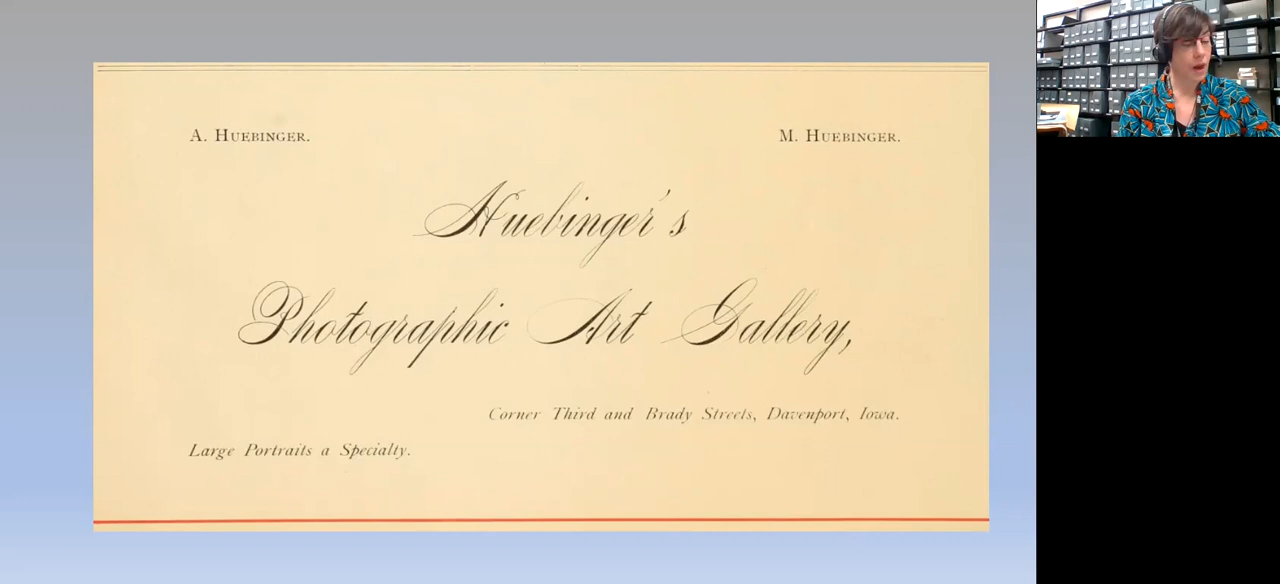 A. HUEBINGER.
M. HUEBINGER.
Huebinger's
Photographic Art Gallery,
Corner Third and Brady Streets, Davenport, Iowa.
Large Portraits a Specialty.